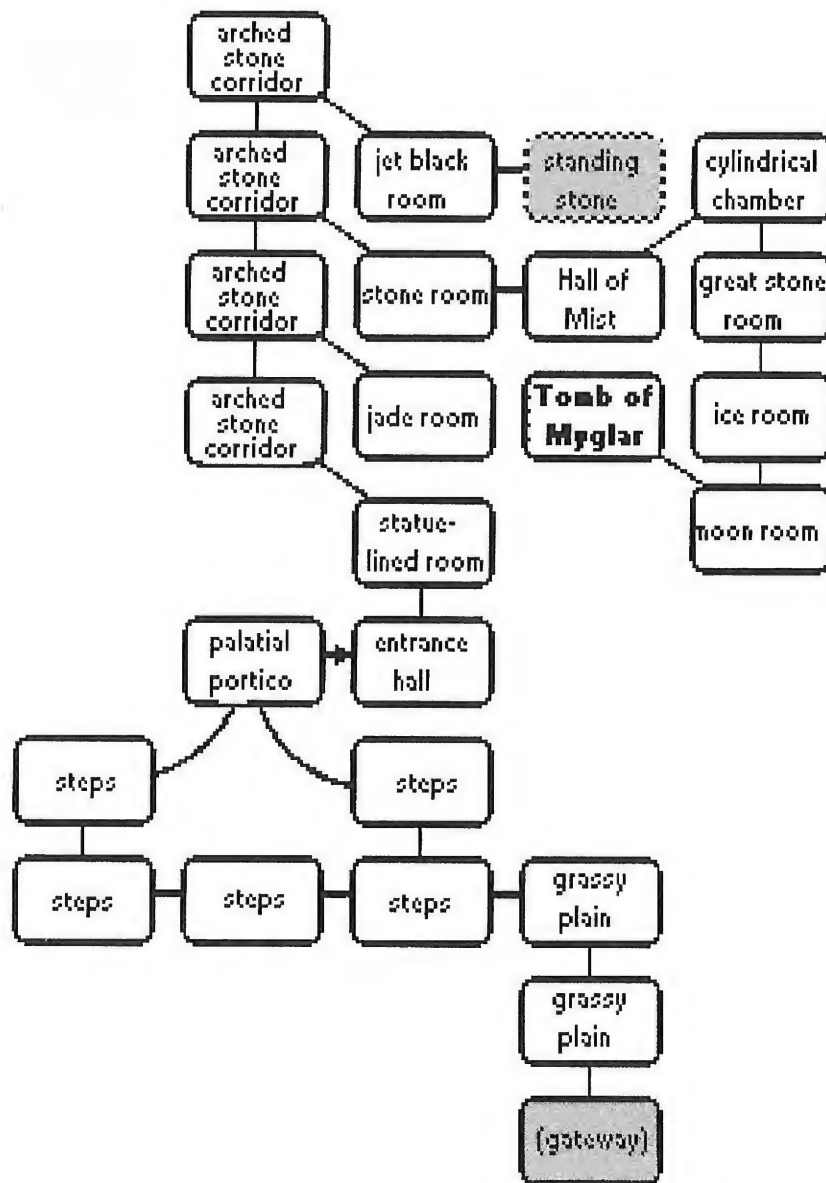 arched
stone
corridor
arched
stone
corridor
jet black
room
standing
stone
cylindrical
chamber
arched
stone
corridor
stone room
Hall of
Mist
great stone
room
arched
stone
corridor
jade room
Tomb of
Myglar
ice room
statue-
lined room
moon room
palatial
portico
entrance
hall
steps
steps
steps
steps
steps
grassy
plain
grassy
plain
(gateway)